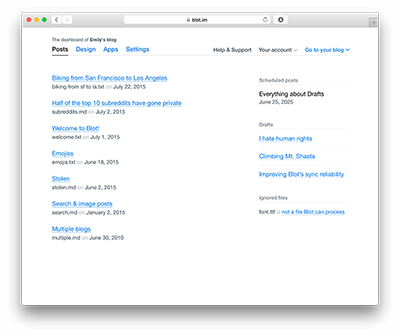 blot.im
The dashboard of Emily's blog
Posts Design Apps Settings Help & Support Your account Go to your blog
Biking from San Francisco to Los Angeles
biking from sf to la.txt on July 22, 2015
Half of the top 10 subreddits have gone private
subreddits.md on July 2, 2015
Welcome to Blot!
welcome.txt on July 1, 2015
Emojiss
emojis.txt on June 18, 2015
Stolen
stolen.md on June 2, 2015
Search & image posts
search.md on January 2, 2015
Multiple blogs
multiple.md on June 30, 2010
Scheduled posts
Everything about Drafts
June 25, 2025
Drafts
I hate human rights
Climbing Mt. Shasta
Improving Blot's sync reliability
Ignored files
font.ttf is not a file Blot can process